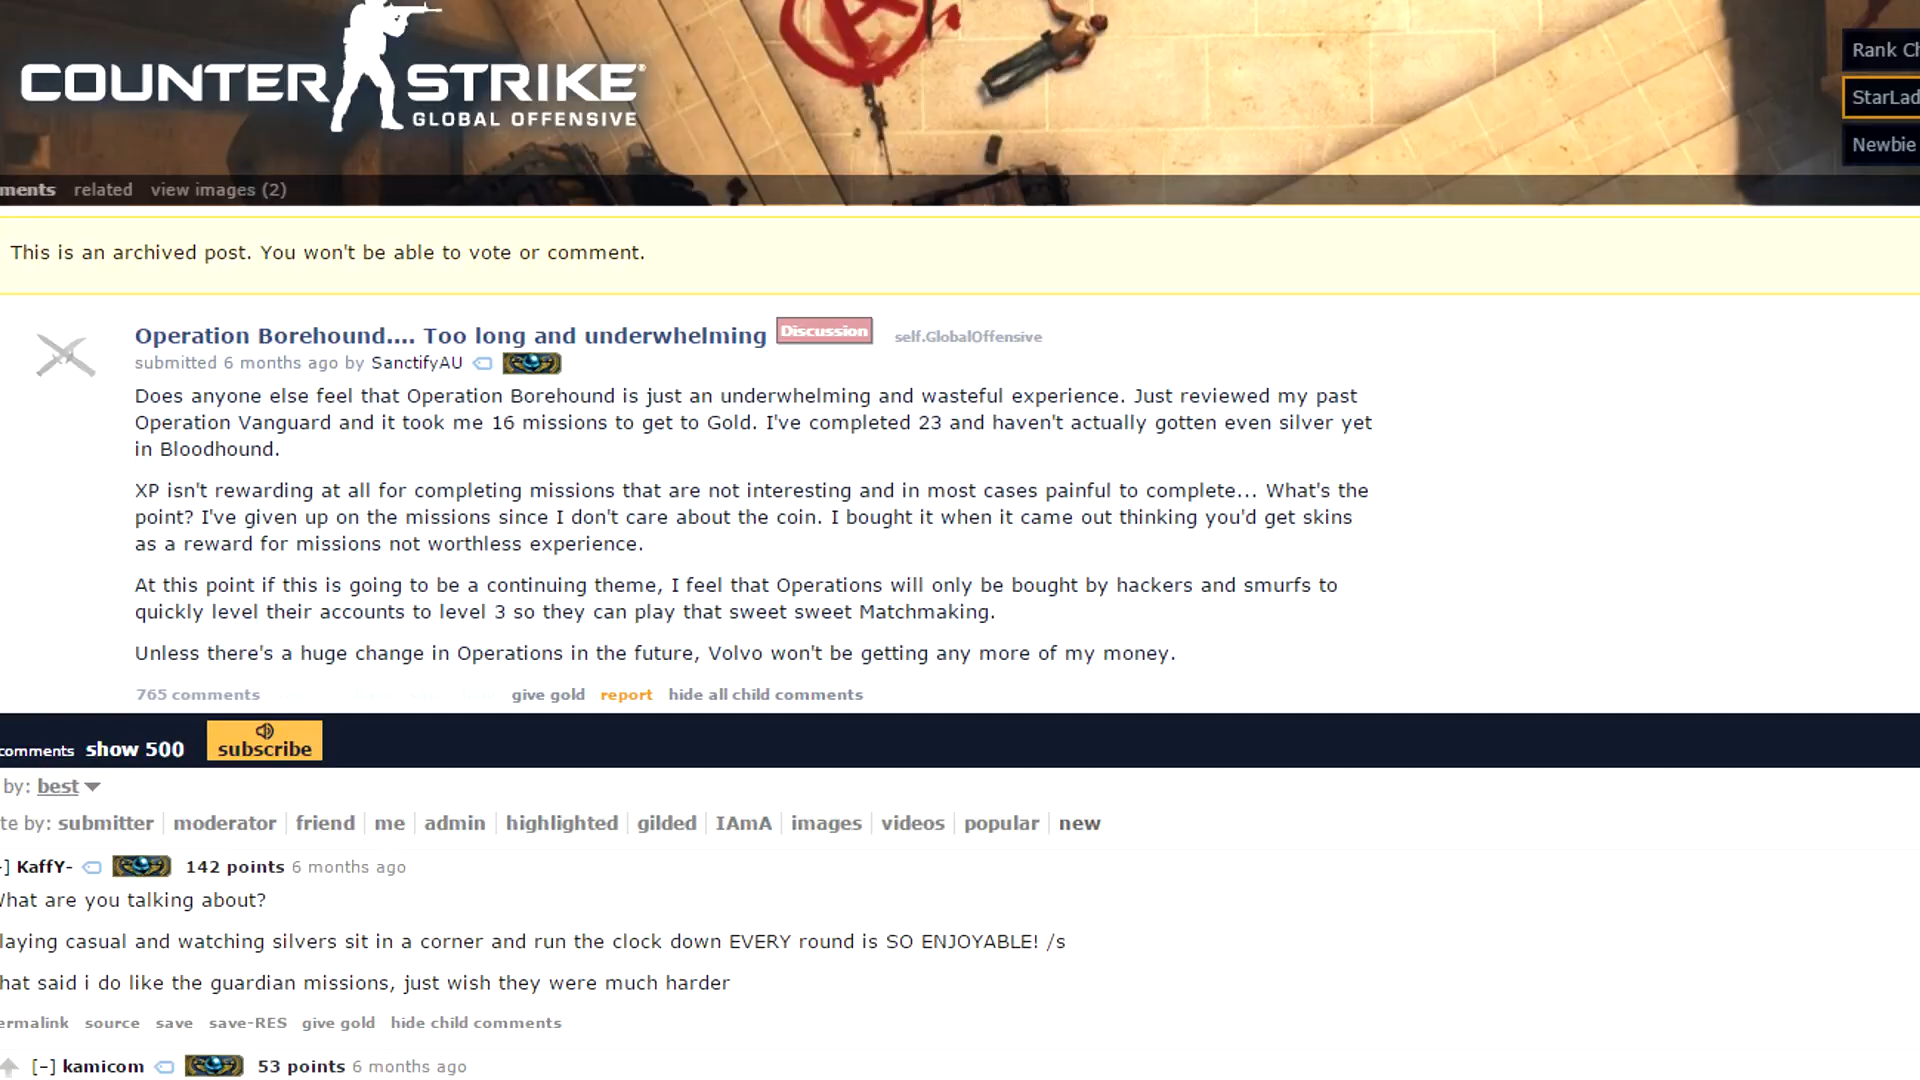 COUNTER STRIKE
GLOBAL OFFENSIVE
Rank Ch
StarLad
Newbie
ments related view images (2)
This is an archived post. You won't be able to vote or comment.
Operation Borehound.... Too long and underwhelming Discussion self.GlobalOffensive
submitted 6 months ago by SanctifyAU
Does anyone else feel that Operation Borehound is just an underwhelming and wasteful experience. Just reviewed my past
Operation Vanguard and it took me 16 missions to get to Gold. I've completed 23 and haven't actually gotten even silver yet
in Bloodhound.
XP isn't rewarding at all for completing missions that are not interesting and in most cases painful to complete... What's the
point? I've given up on the missions since I don't care about the coin. I bought it when it came out thinking you'd get skins
as a reward for missions not worthless experience.
At this point if this is going to be a continuing theme, I feel that Operations will only be bought by hackers and smurfs to
quickly level their accounts to level 3 so they can play that sweet sweet Matchmaking.
Unless there's a huge change in Operations in the future, Volvo won't be getting any more of my money.
765 comments give gold report hide all child comments
comments show 500 subscribe
by: best
te by: submitter moderator friend me admin highlighted gilded IAmA images videos popular new
-] KaffY- 142 points 6 months ago
What are you talking about?
laying casual and watching silvers sit in a corner and run the clock down EVERY round is SO ENJOYABLE! /s
hat said i do like the guardian missions, just wish they were much harder
ermalink source save save-RES give gold hide child comments
[-] kamicom 53 points 6 months ago